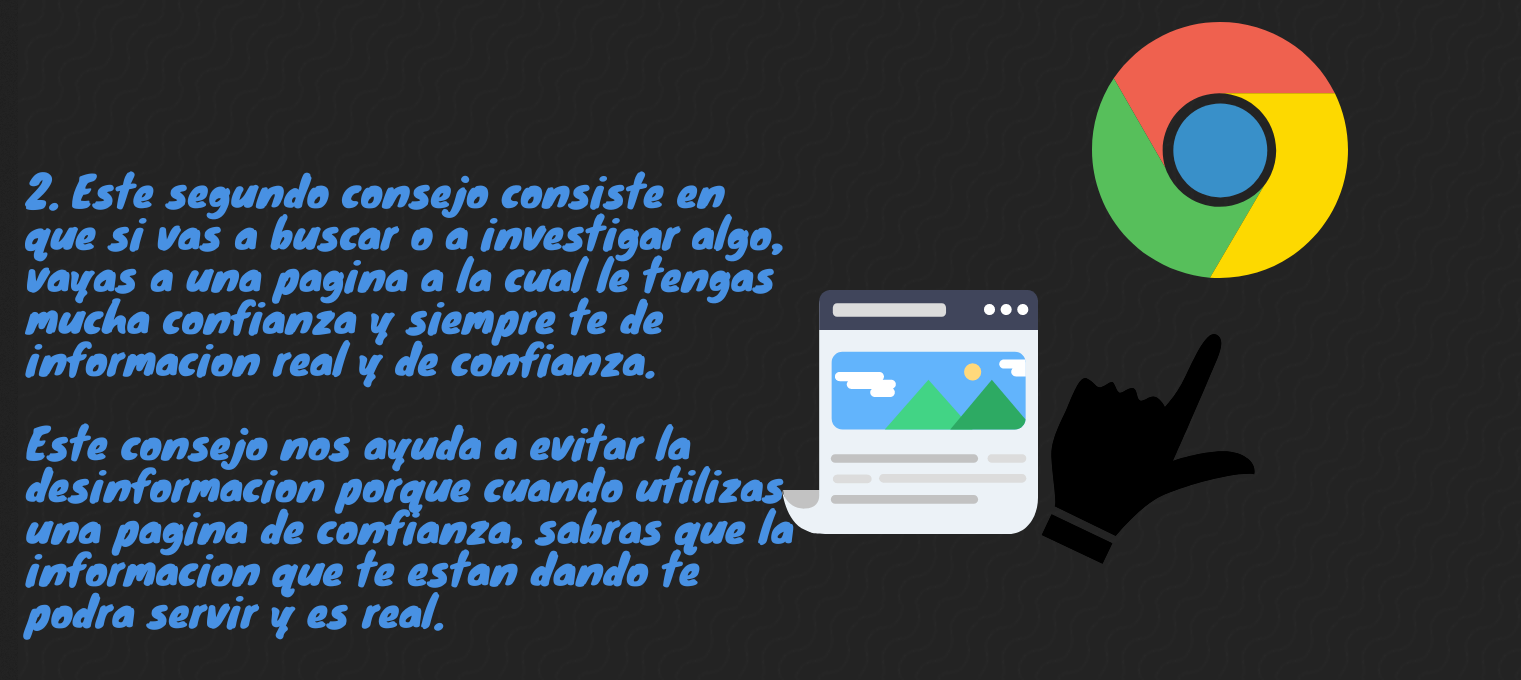 2. Este segundo consejo consiste en
que si vas a buscar o a investigar algo,
vayas a una pagina a la cual le tengas
mucha confianza y siempre te de
informacion real y de confianza.
Este consejo nos ayuda a evitar la
desinformacion porque cuando utilizas
una pagina de confianza, sabras que la
informacion que te estan dando te
podra servir y es real.